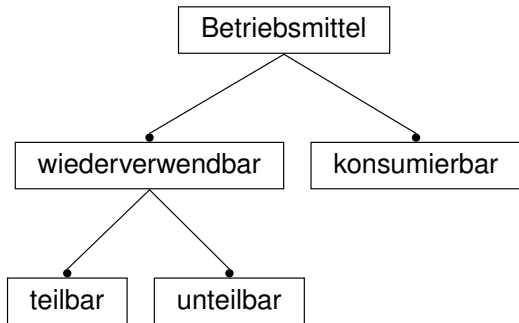 Betriebsmittel
wiederverwendbar
konsumierbar
teilbar
unteilbar